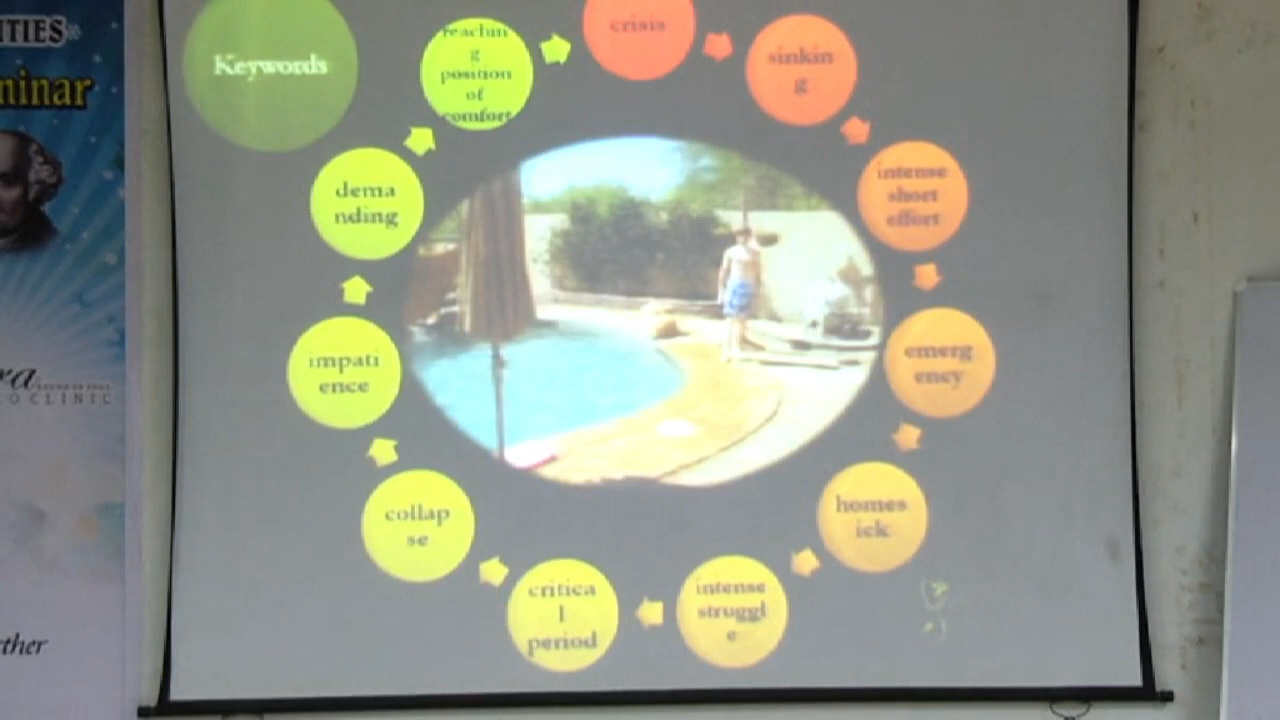 ITIES
minar
ra
O CLINIC
ther
Keywords
crisis
sinkin
g
intense
short
effort
emerg
ency
homes
ick
intense
struggl
e
critica
l
period
collap
se
impati
ence
dema
nding
reachin
g
position
of
comfort